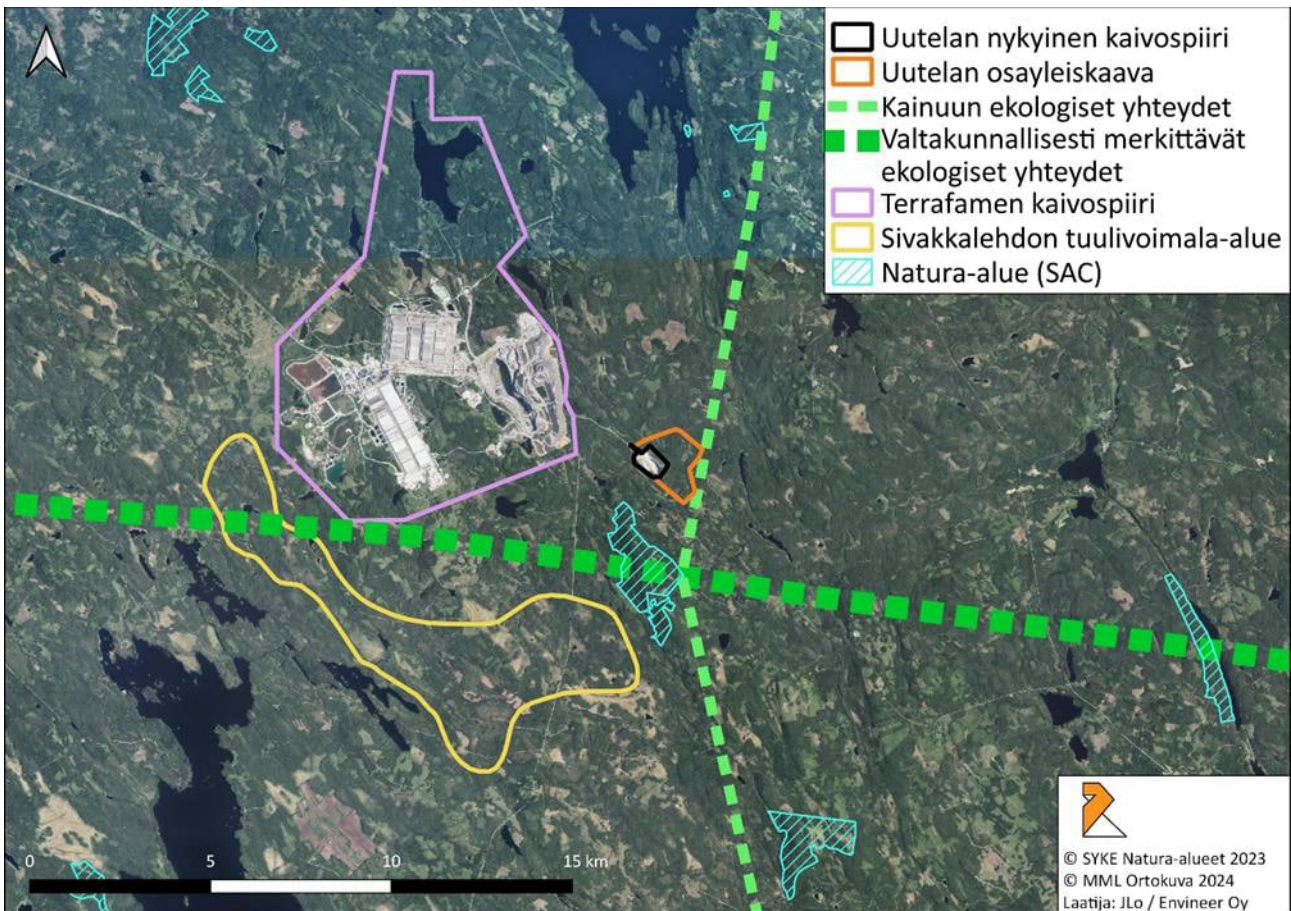 Uutelan nykyinen kaivospiiri
Uutelan osayleiskaava
Kainuun ekologiset yhteydet
Valtakunnallisesti merkittävät
ekologiset yhteydet
Terrafamen kaivospiiri
Sivakkalehdon tuulivoimala-alue
Natura-alue (SAC)
0 5 10 15 km
© SYKE Natura-alueet 2023
© MML Ortokuva 2024
Laatija: JLo / Envineer Oy